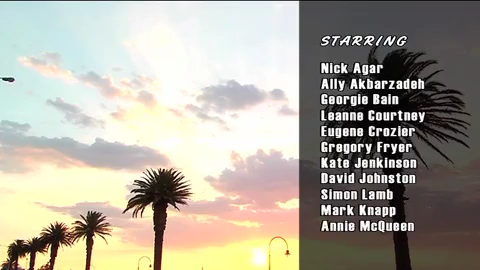 STARRING
Nick Agar
Ally Akbarzadeh
Georgie Bain
Leanne Courtney
Eugene Crozier
Gregory Fryer
Kate Jenkinson
David Johnston
Simon Lamb
Mark Knapp
Annie McQueen